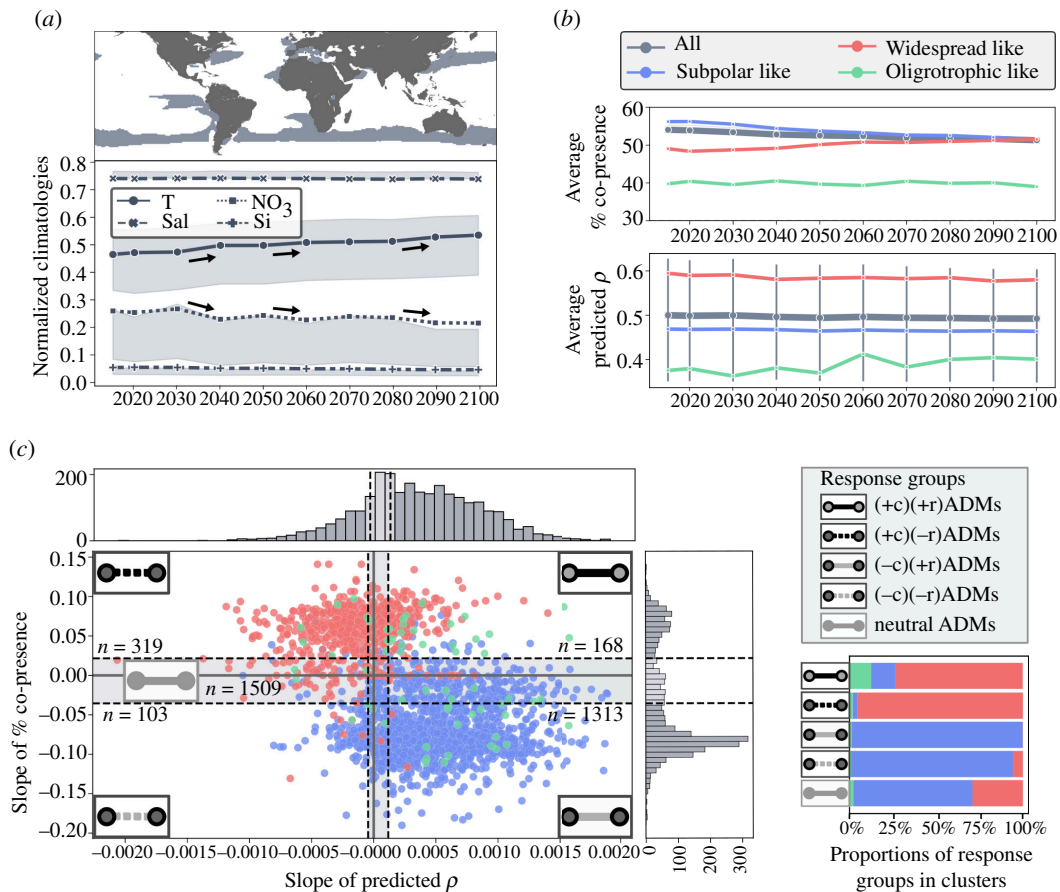 (a)
0.8
0.7
0.6
0.5
0.4
0.3
0.2
0.1
0.0
Normalized climatologies
T
NO3
Sal
Si
2020 2030 2040 2050 2060 2070 2080 2090 2100
(b)
All
Widespread like
Subpolar like
Oligrotrophic like
60
50
40
30
Average
% co-presence
2020 2030 2040 2050 2060 2070 2080 2090 2100
0.6
0.5
0.4
Average
predicted ρ
2020 2030 2040 2050 2060 2070 2080 2090 2100
(c)
200
0
0.15
0.10
0.05
0.00
−0.05
−0.10
−0.15
−0.20
Slope of % co-presence
n = 319
n = 168
n = 1509
n = 103
n = 1313
−0.0020 −0.0015 −0.0010 −0.0005 −0.0000 0.0005 0.0010 0.0015 0.0020
Slope of predicted ρ
0 100 200 300
Response groups
(+c)(+r)ADMs
(+c)(−r)ADMs
(−c)(+r)ADMs
(−c)(−r)ADMs
neutral ADMs
0% 25% 50% 75% 100%
Proportions of response
groups in clusters